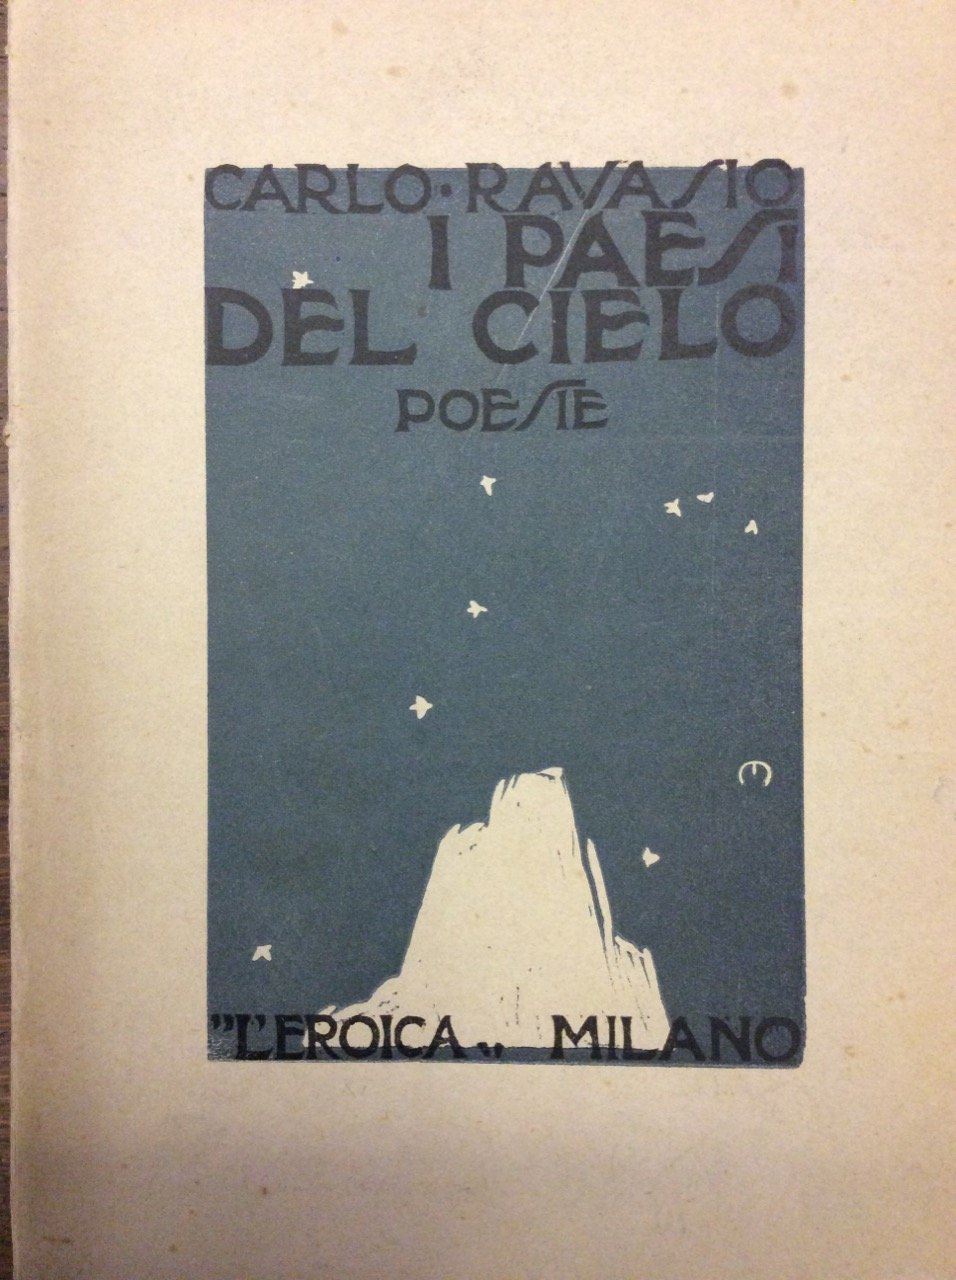 CARLO · RAVASIO
I PAESI
DEL CIELO
POESIE
"L'EROICA„ MILANO